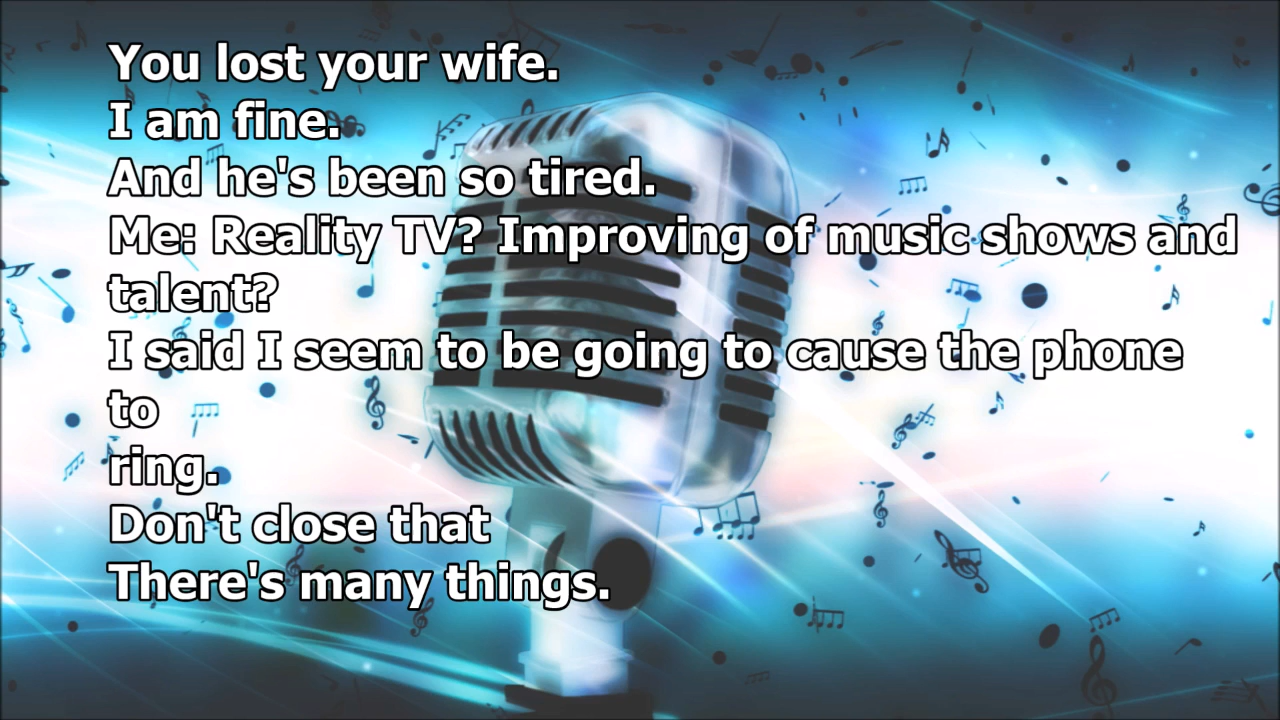 You lost your wife.
I am fine.
And he's been so tired.
Me: Reality TV? Improving of music shows and
talent?
I said I seem to be going to cause the phone
to
ring.
Don't close that
There's many things.